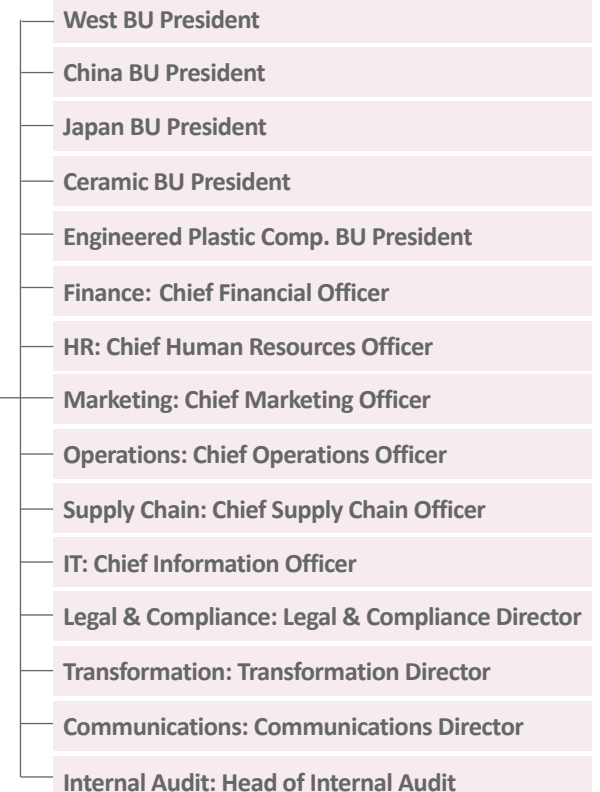 West BU President
China BU President
Japan BU President
Ceramic BU President
Engineered Plastic Comp. BU President
Finance: Chief Financial Officer
HR: Chief Human Resources Officer
Marketing: Chief Marketing Officer
Operations: Chief Operations Officer
Supply Chain: Chief Supply Chain Officer
IT: Chief Information Officer
Legal & Compliance: Legal & Compliance Director
Transformation: Transformation Director
Communications: Communications Director
Internal Audit: Head of Internal Audit